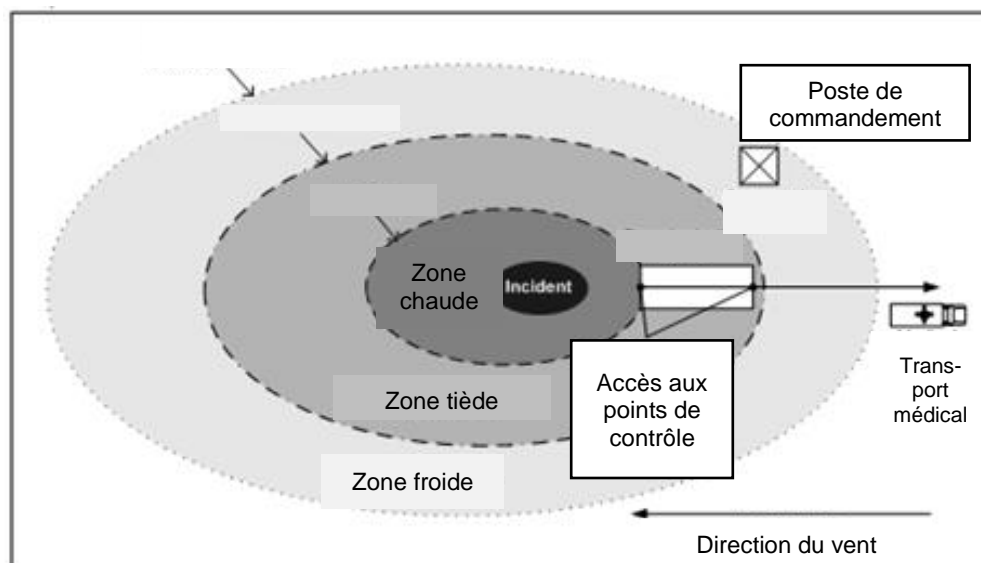 Poste de
commandement
Zone
chaude
Incident
Trans-
port
médical
Accès aux
points de
contrôle
Zone tiède
Zone froide
Direction du vent